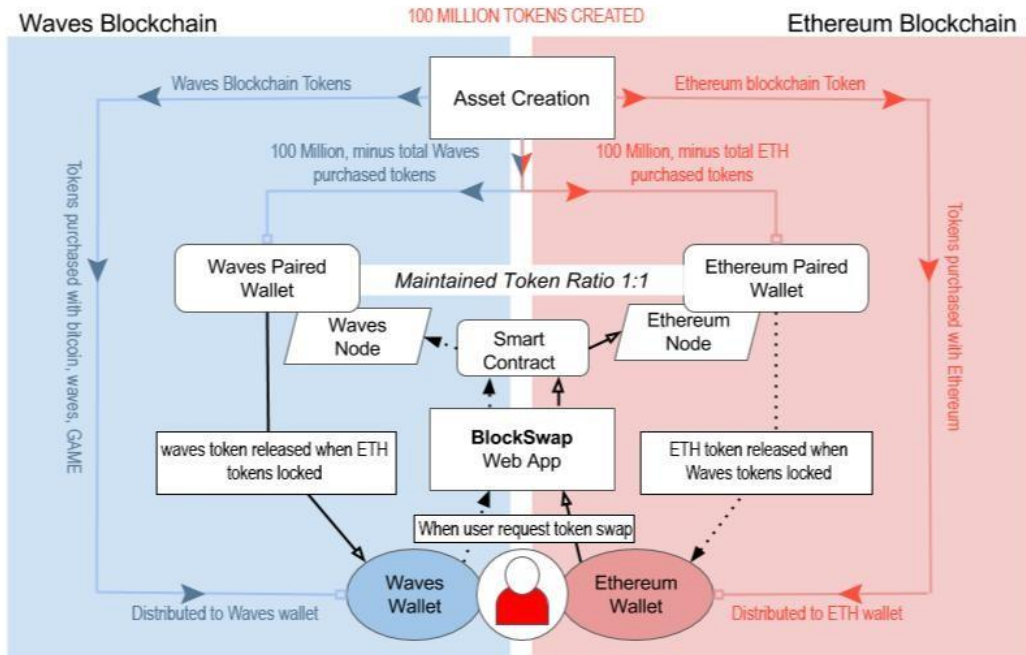 Waves Blockchain
100 MILLION TOKENS CREATED
Ethereum Blockchain
Waves Blockchain Tokens
Asset Creation
Ethereum blockchain Token
100 Million, minus total Waves
purchased tokens
100 Million, minus total ETH
purchased tokens
Tokens purchased with bitcoin, waves, GAME
Tokens purchased with Ethereum
Waves Paired
Wallet
Maintained Token Ratio 1:1
Ethereum Paired
Wallet
Waves
Node
Smart
Contract
Ethereum
Node
BlockSwap
Web App
waves token released when ETH
tokens locked
ETH token released when
Waves tokens locked
When user request token swap
Waves
Wallet
Ethereum
Wallet
Distributed to Waves wallet
Distributed to ETH wallet